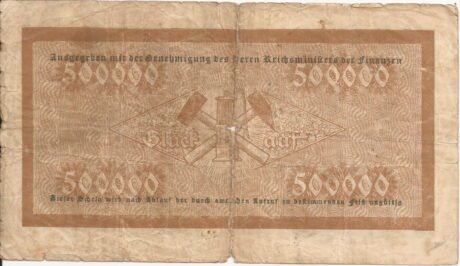 Ausgegeben mit der Genehmigung des Herrn Reichsministers der Finanzen
500000 500000
Glück auf
500000 500000
Dieser Schein wird nach Ablauf der durch amtlichen Aufruf zu bestimmenden Frist ungültig